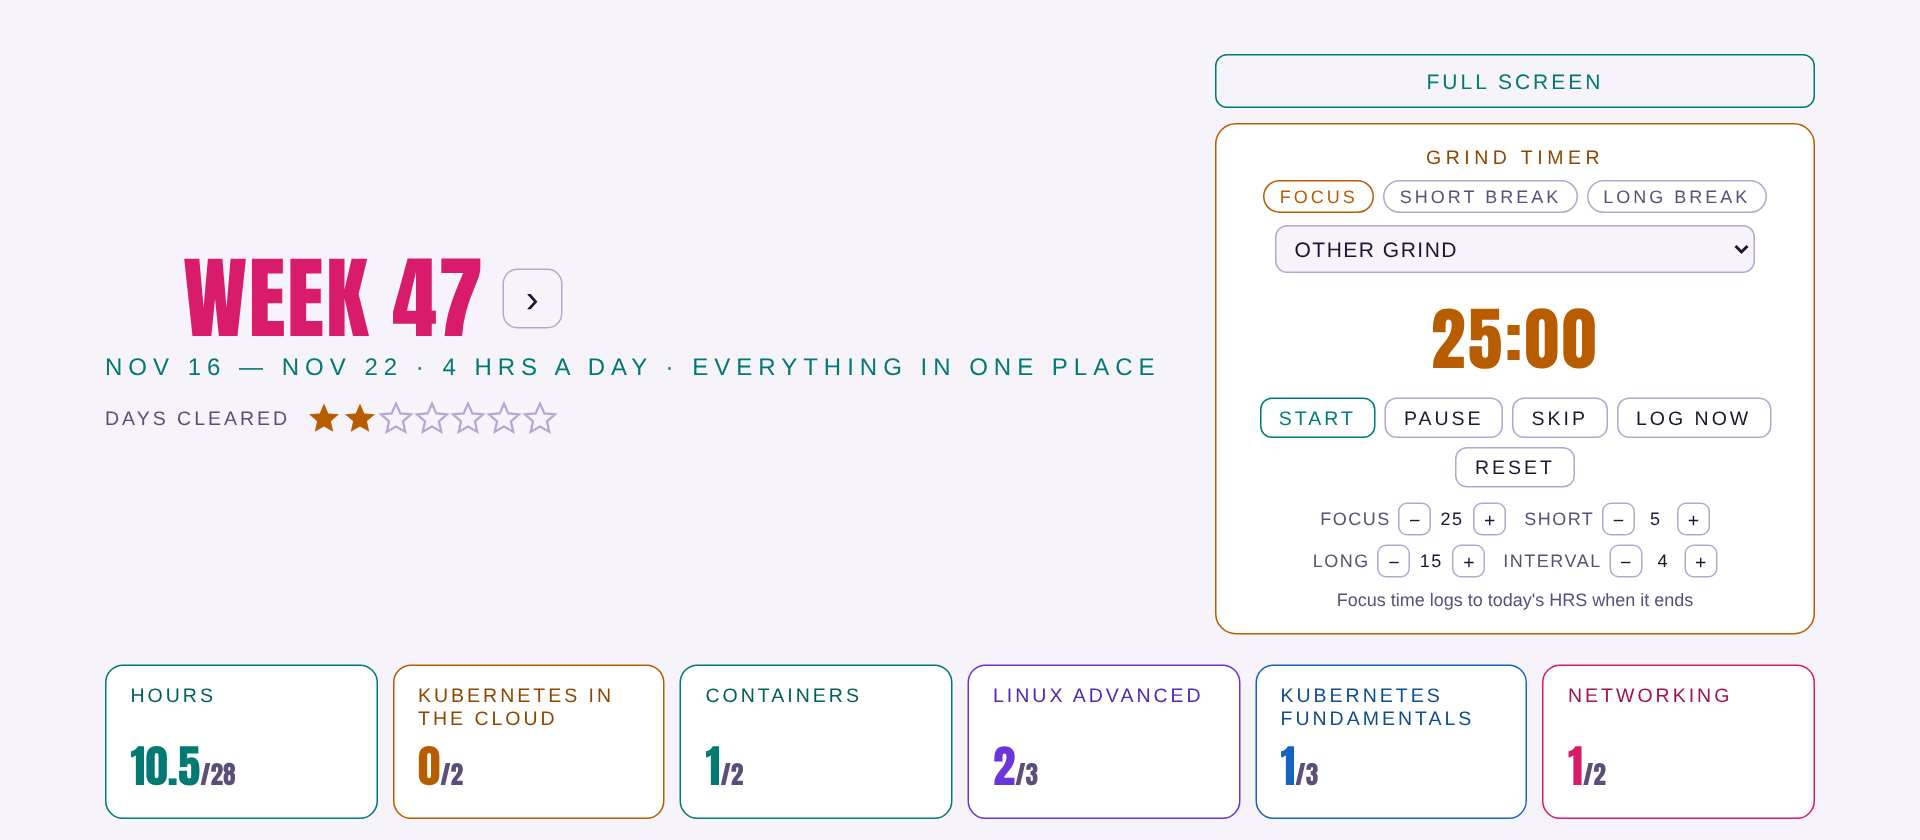 FULL SCREEN
GRIND TIMER
FOCUS SHORT BREAK LONG BREAK
OTHER GRIND
25:00
START PAUSE SKIP LOG NOW
RESET
FOCUS − 25 + SHORT − 5 +
LONG − 15 + INTERVAL − 4 +
Focus time logs to today's HRS when it ends
WEEK 47 ›
NOV 16 — NOV 22 · 4 HRS A DAY · EVERYTHING IN ONE PLACE
DAYS CLEARED
HOURS
10.5/28
KUBERNETES IN
THE CLOUD
0/2
CONTAINERS
1/2
LINUX ADVANCED
2/3
KUBERNETES
FUNDAMENTALS
1/3
NETWORKING
1/2